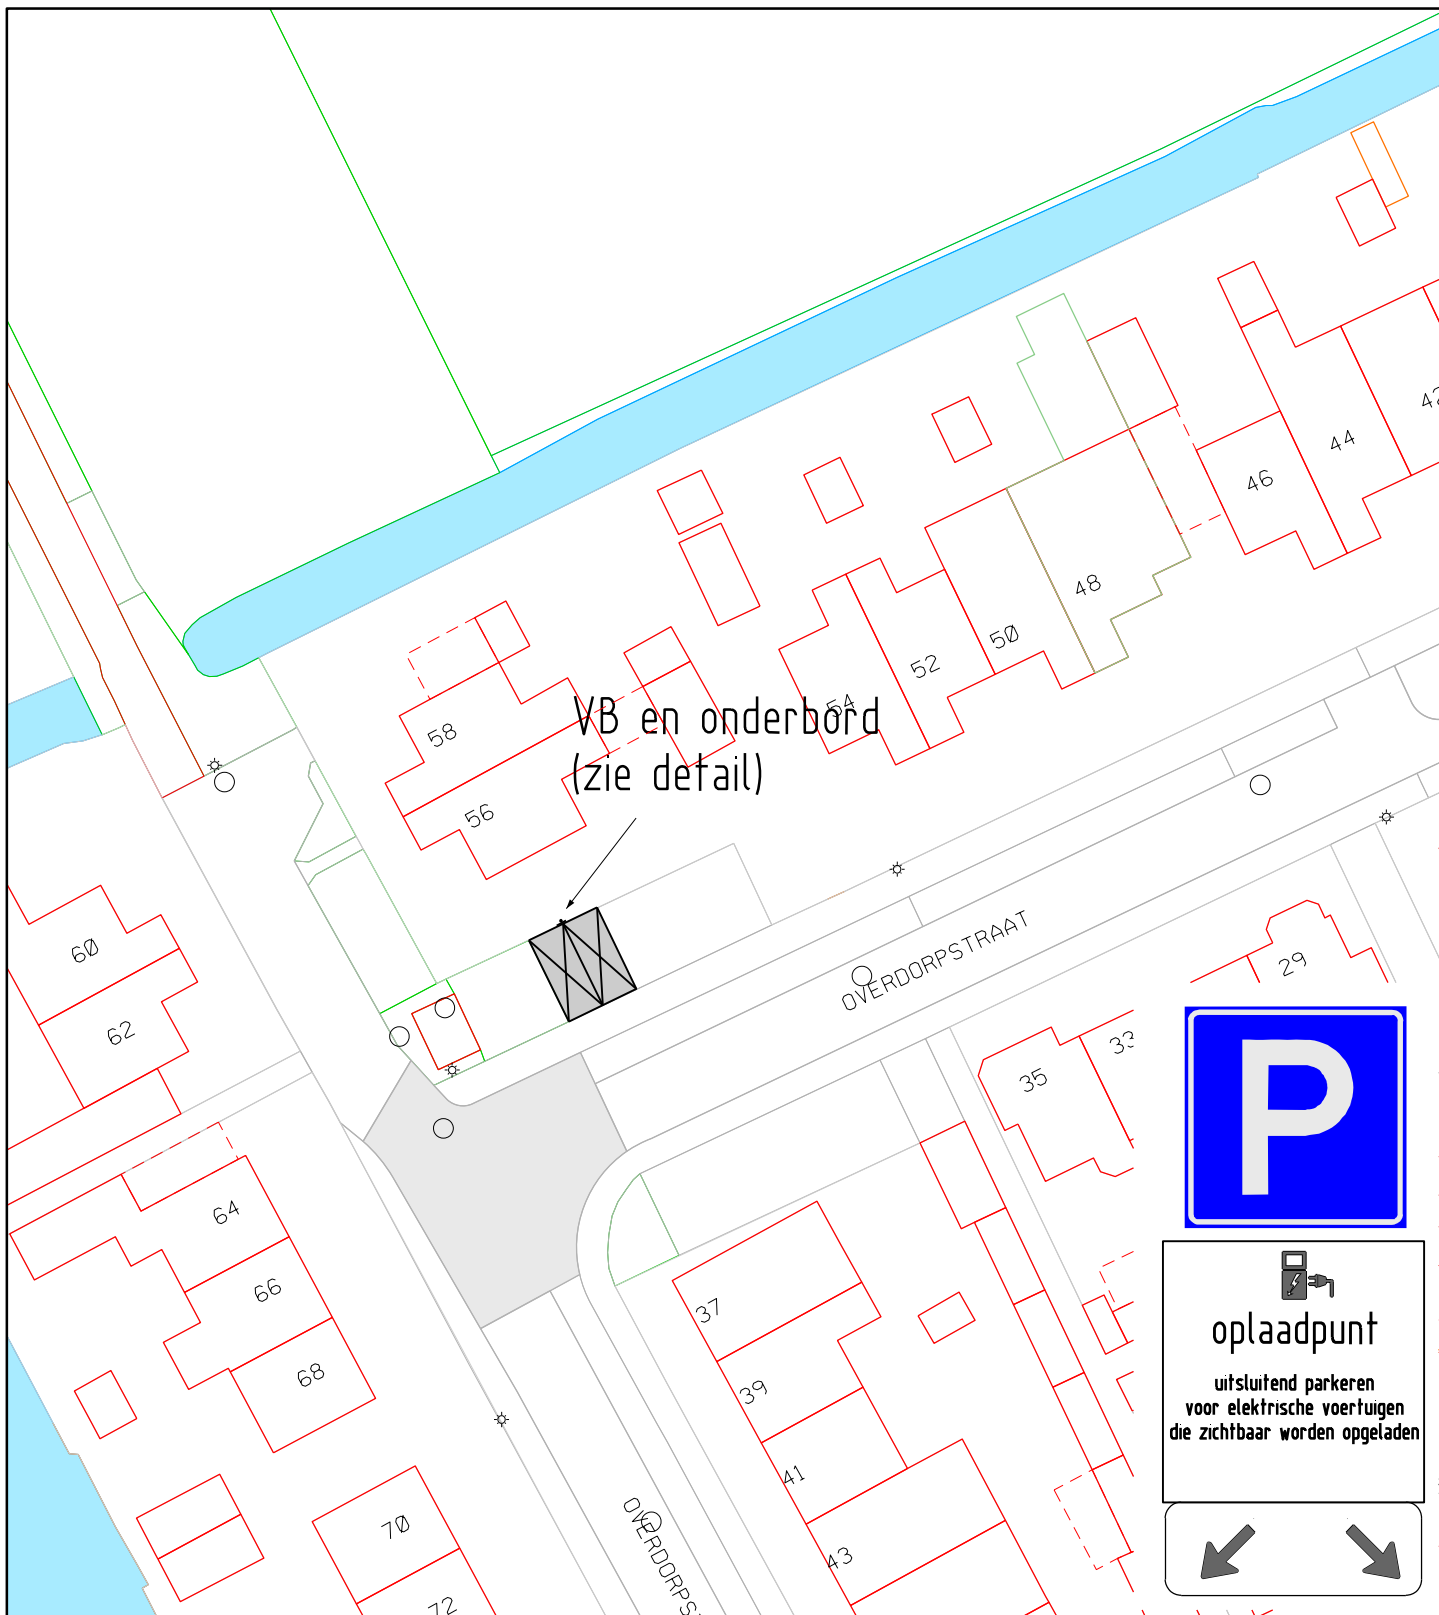 42
44
46
48
50
52
54
VB en onderbord
(zie detail)
58
56
OVERDORPSTRAAT
60
62
29
33
35
P
64
66
68
37
39
41
43
oplaadpunt
uitsluitend parkeren
voor elektrische voertuigen
die zichtbaar worden opgeladen
70
72
OVERDORPS